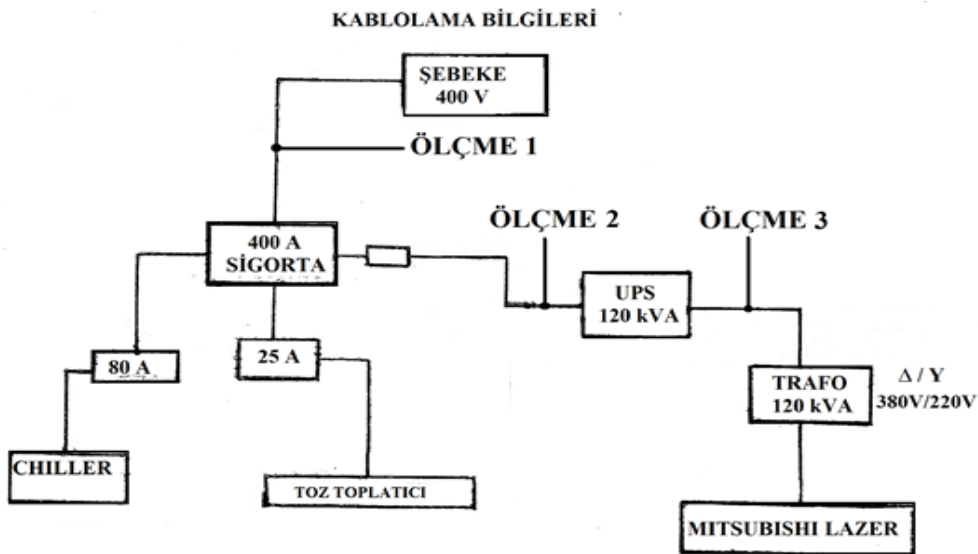 KABLOLAMA BİLGİLERİ
ŞEBEKE
400 V
ÖLÇME 1
ÖLÇME 2
ÖLÇME 3
400 A
SİGORTA
UPS
120 kVA
80 A
25 A
TRAFO
120 kVA
Δ / Y
380V/220V
CHILLER
TOZ TOPLATICI
MITSUBISHI LAZER